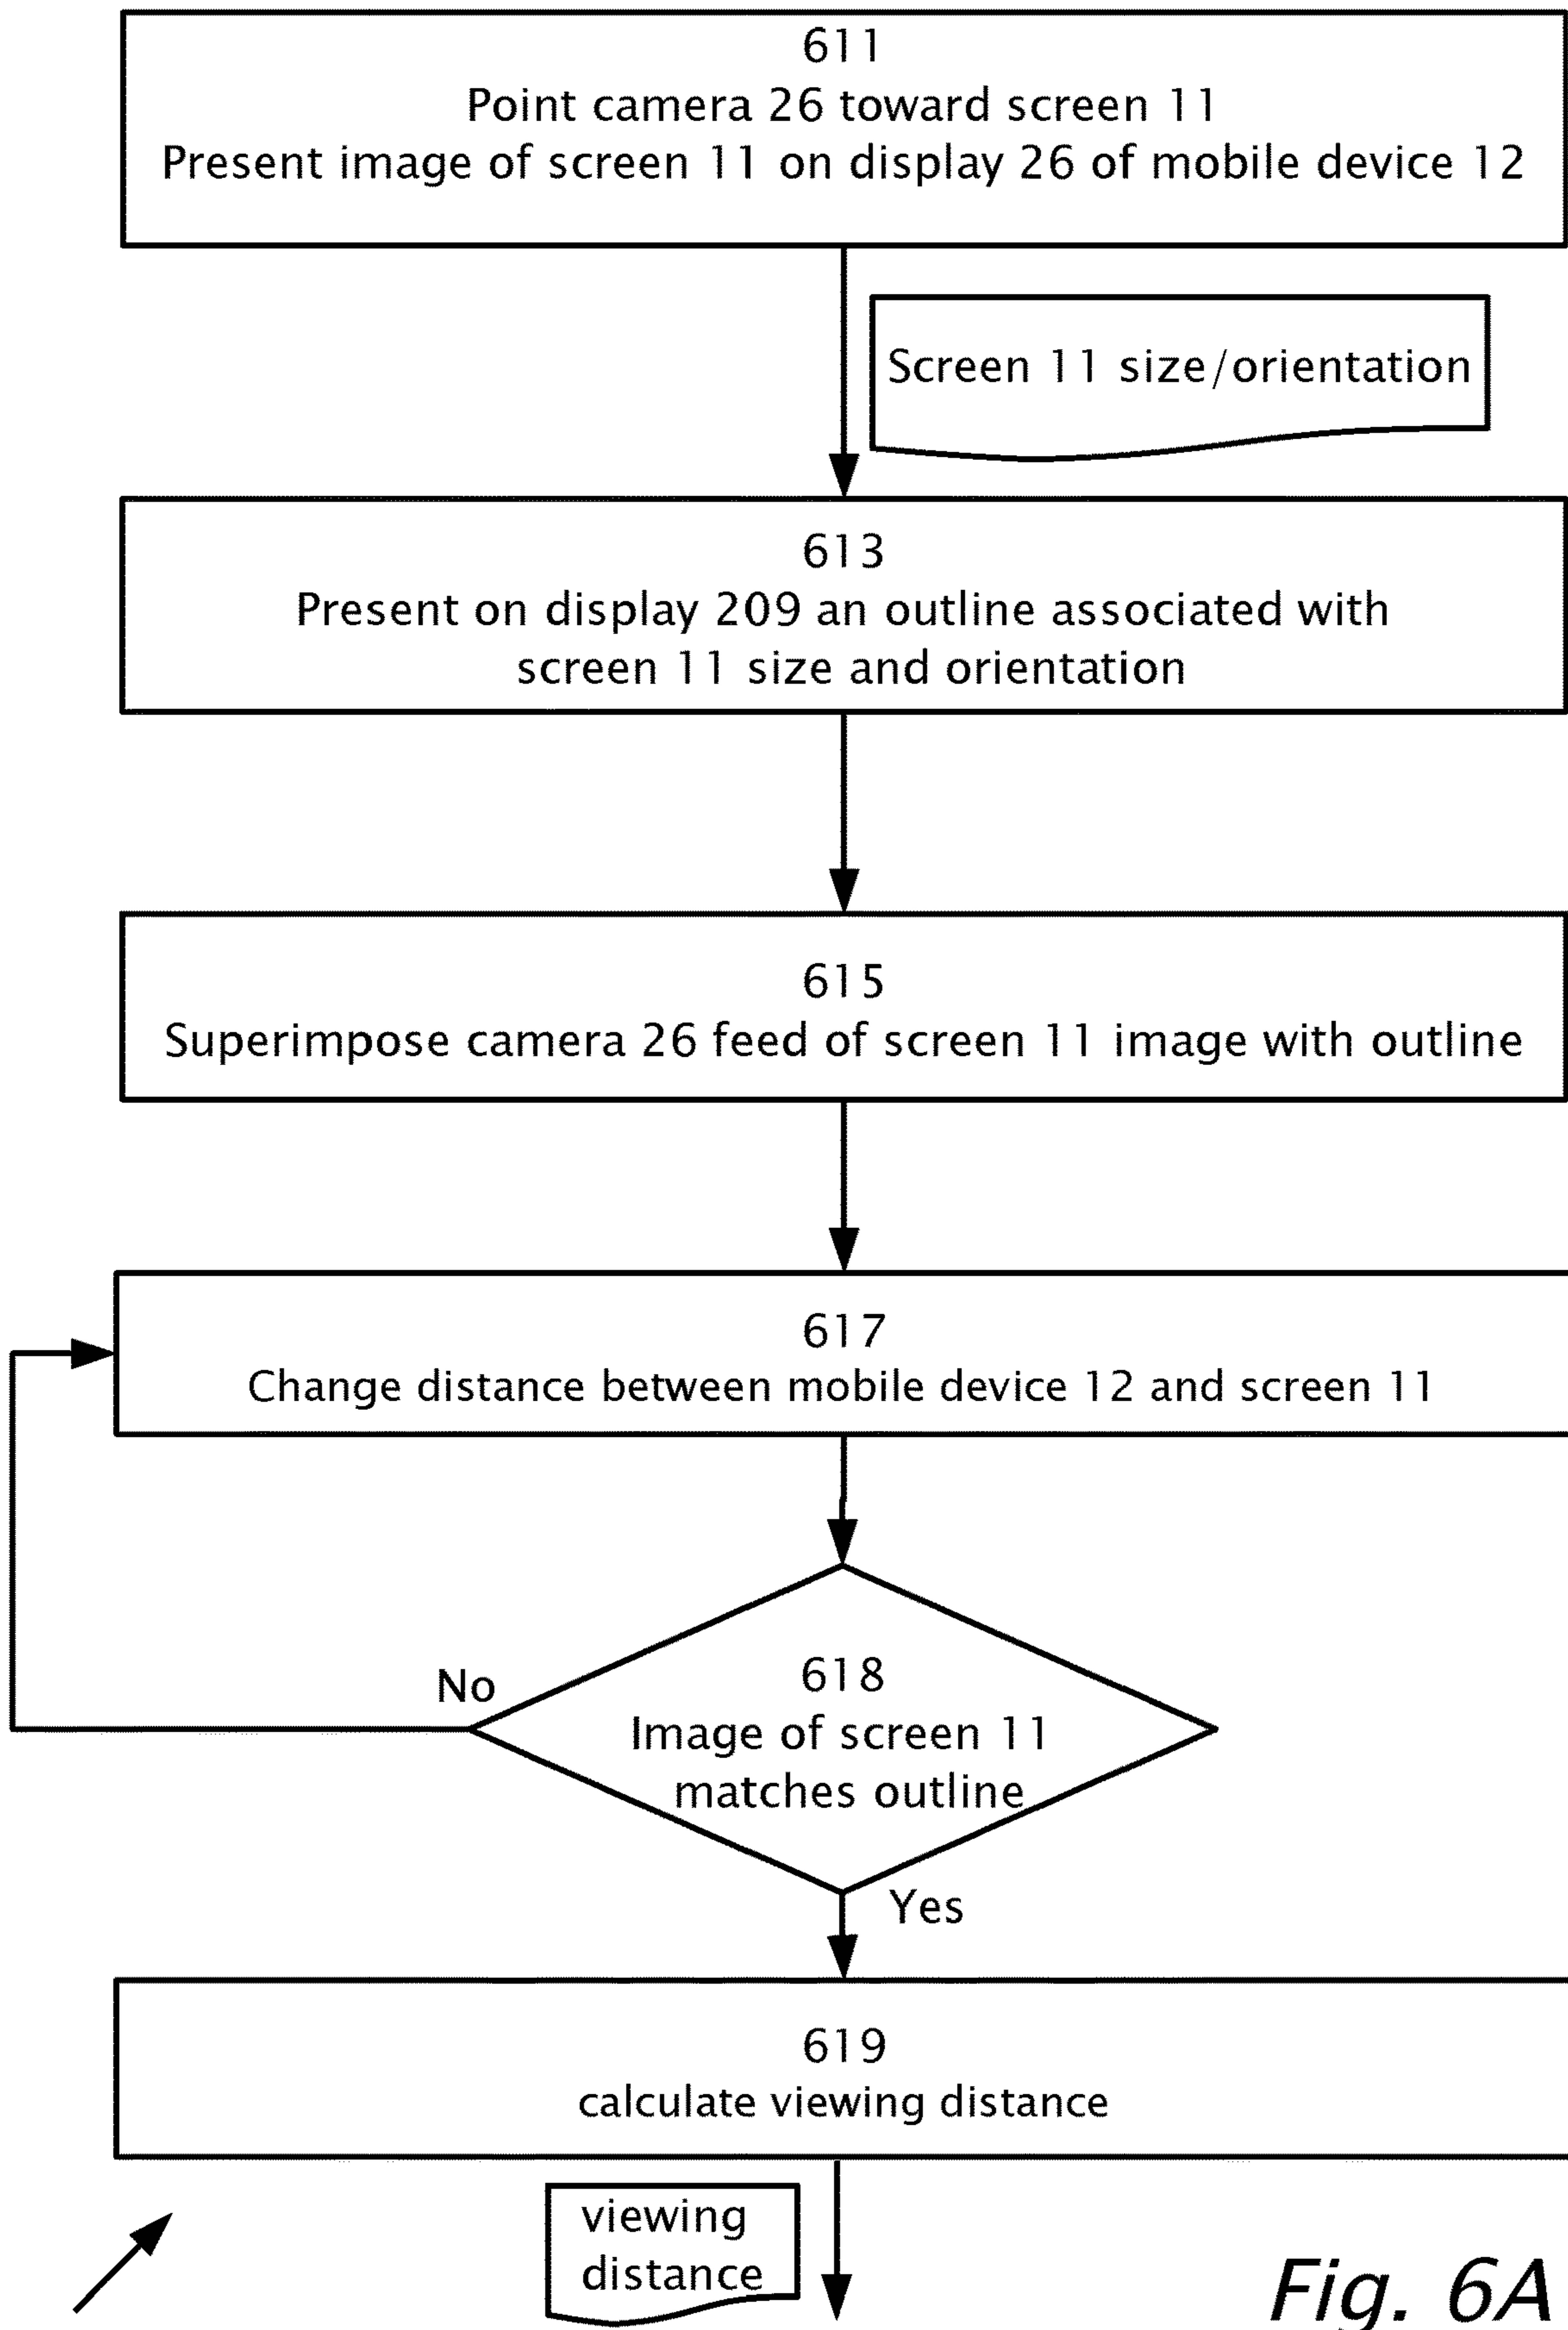 611
Point camera 26 toward screen 11
Present image of screen 11 on display 26 of mobile device 12
Screen 11 size/orientation
613
Present on display 209 an outline associated with
screen 11 size and orientation
615
Superimpose camera 26 feed of screen 11 image with outline
617
Change distance between mobile device 12 and screen 11
No
618
Image of screen 11
matches outline
Yes
619
calculate viewing distance
viewing
distance
Fig. 6A